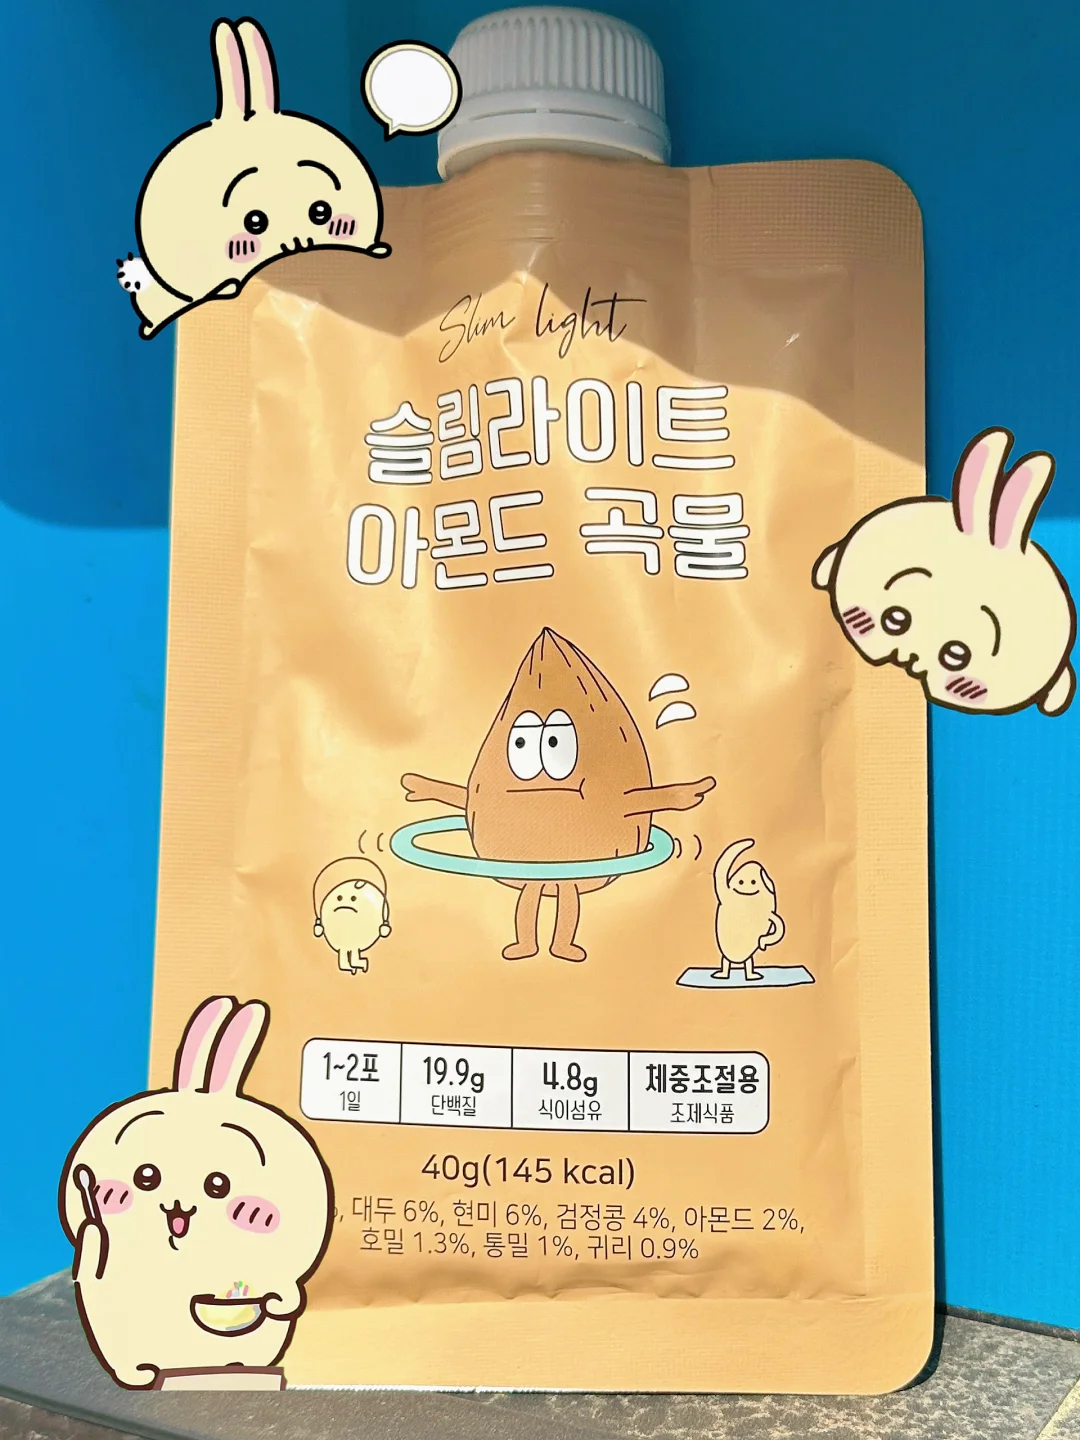 Slim light
슬림라이트
아몬드 곡물
1~2포
1일
19.9g
단백질
4.8g
식이섬유
체중조절용
조제식품
40g(145 kcal)
대두 6%, 현미 6%, 검정콩 4%, 아몬드 2%,
호밀 1.3%, 통밀 1%, 귀리 0.9%